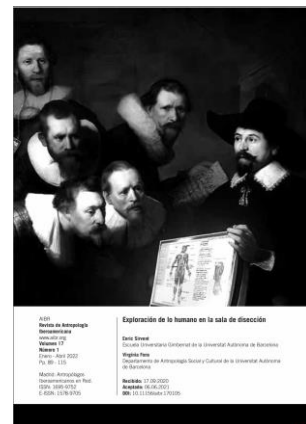 AIBR
Revista de Antropología
Iberoamericana
www.aibr.org
Volumen 17
Número 1
Enero - Abril 2022
Pp. 89 - 115
Madrid: Antropólogos
Iberoamericanos en Red.
ISSN: 1695-9752
E-ISSN: 1578-9705
Exploración de lo humano en la sala de disección
Enric Sirvent
Escuela Universitaria Gimbernat de la Universitat Autònoma de Barcelona
Virginia Fons
Departamento de Antropología Social y Cultural de la Universitat Autònoma
de Barcelona
Recibido: 17.09.2020
Aceptado: 06.06.2021
DOI: 10.11156/aibr.170105